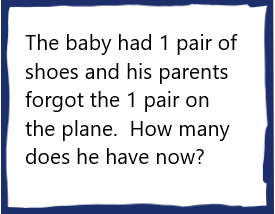 The baby had 1 pair of
shoes and his parents
forgot the 1 pair on
the plane.  How many
does he have now?